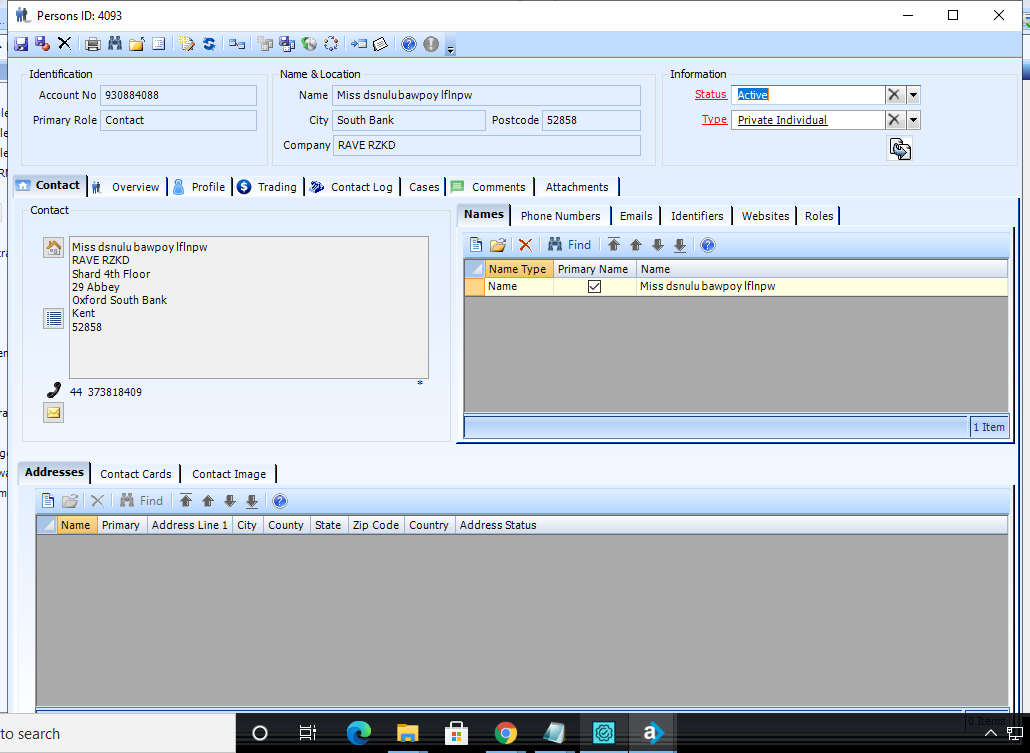 Persons ID: 4093
Identification
Account No 930884088
Primary Role Contact
Name & Location
Name Miss dsnulu bawpoy lflnpw
City South Bank Postcode 52858
Company RAVE RZKD
Information
Status Active
Type Private Individual
Contact Overview Profile Trading Contact Log Cases Comments Attachments
Contact
Miss dsnulu bawpoy lflnpw
RAVE RZKD
Shard 4th Floor
29 Abbey
Oxford South Bank
Kent
52858
*
44 373818409
Names Phone Numbers Emails Identifiers Websites Roles
Find
Name Type Primary Name Name
Name Miss dsnulu bawpoy lflnpw
1 Item
Addresses Contact Cards Contact Image
Find
Name Primary Address Line 1 City County State Zip Code Country Address Status
0 Items
to search